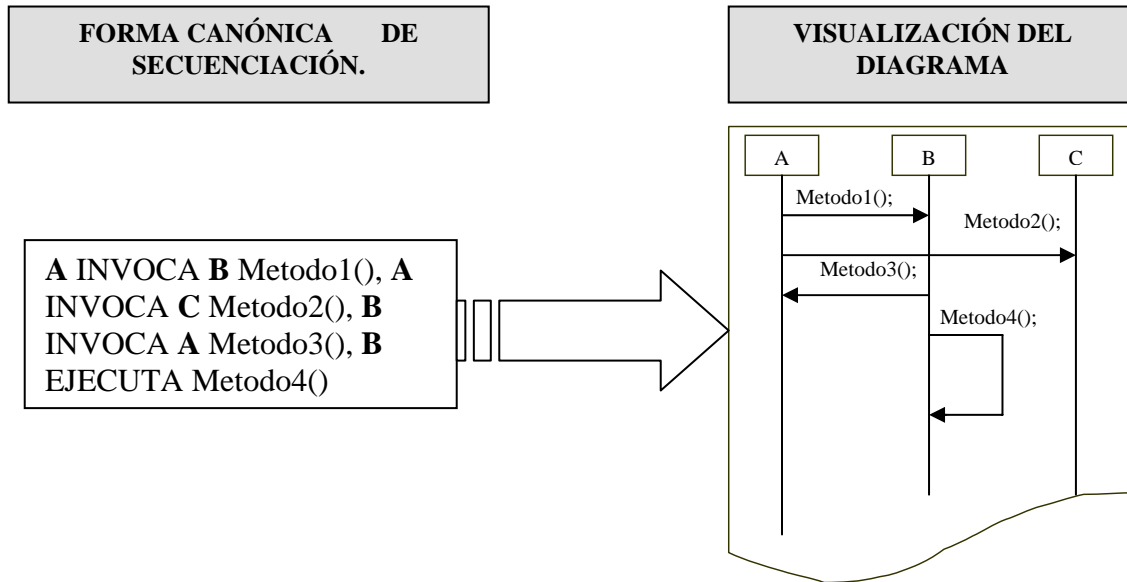 FORMA CANÓNICA DE
SECUENCIACIÓN.
VISUALIZACIÓN DEL
DIAGRAMA
A INVOCA B Metodo1(), A
INVOCA C Metodo2(), B
INVOCA A Metodo3(), B
EJECUTA Metodo4()
A
B
C
Metodo1();
Metodo2();
Metodo3();
Metodo4();